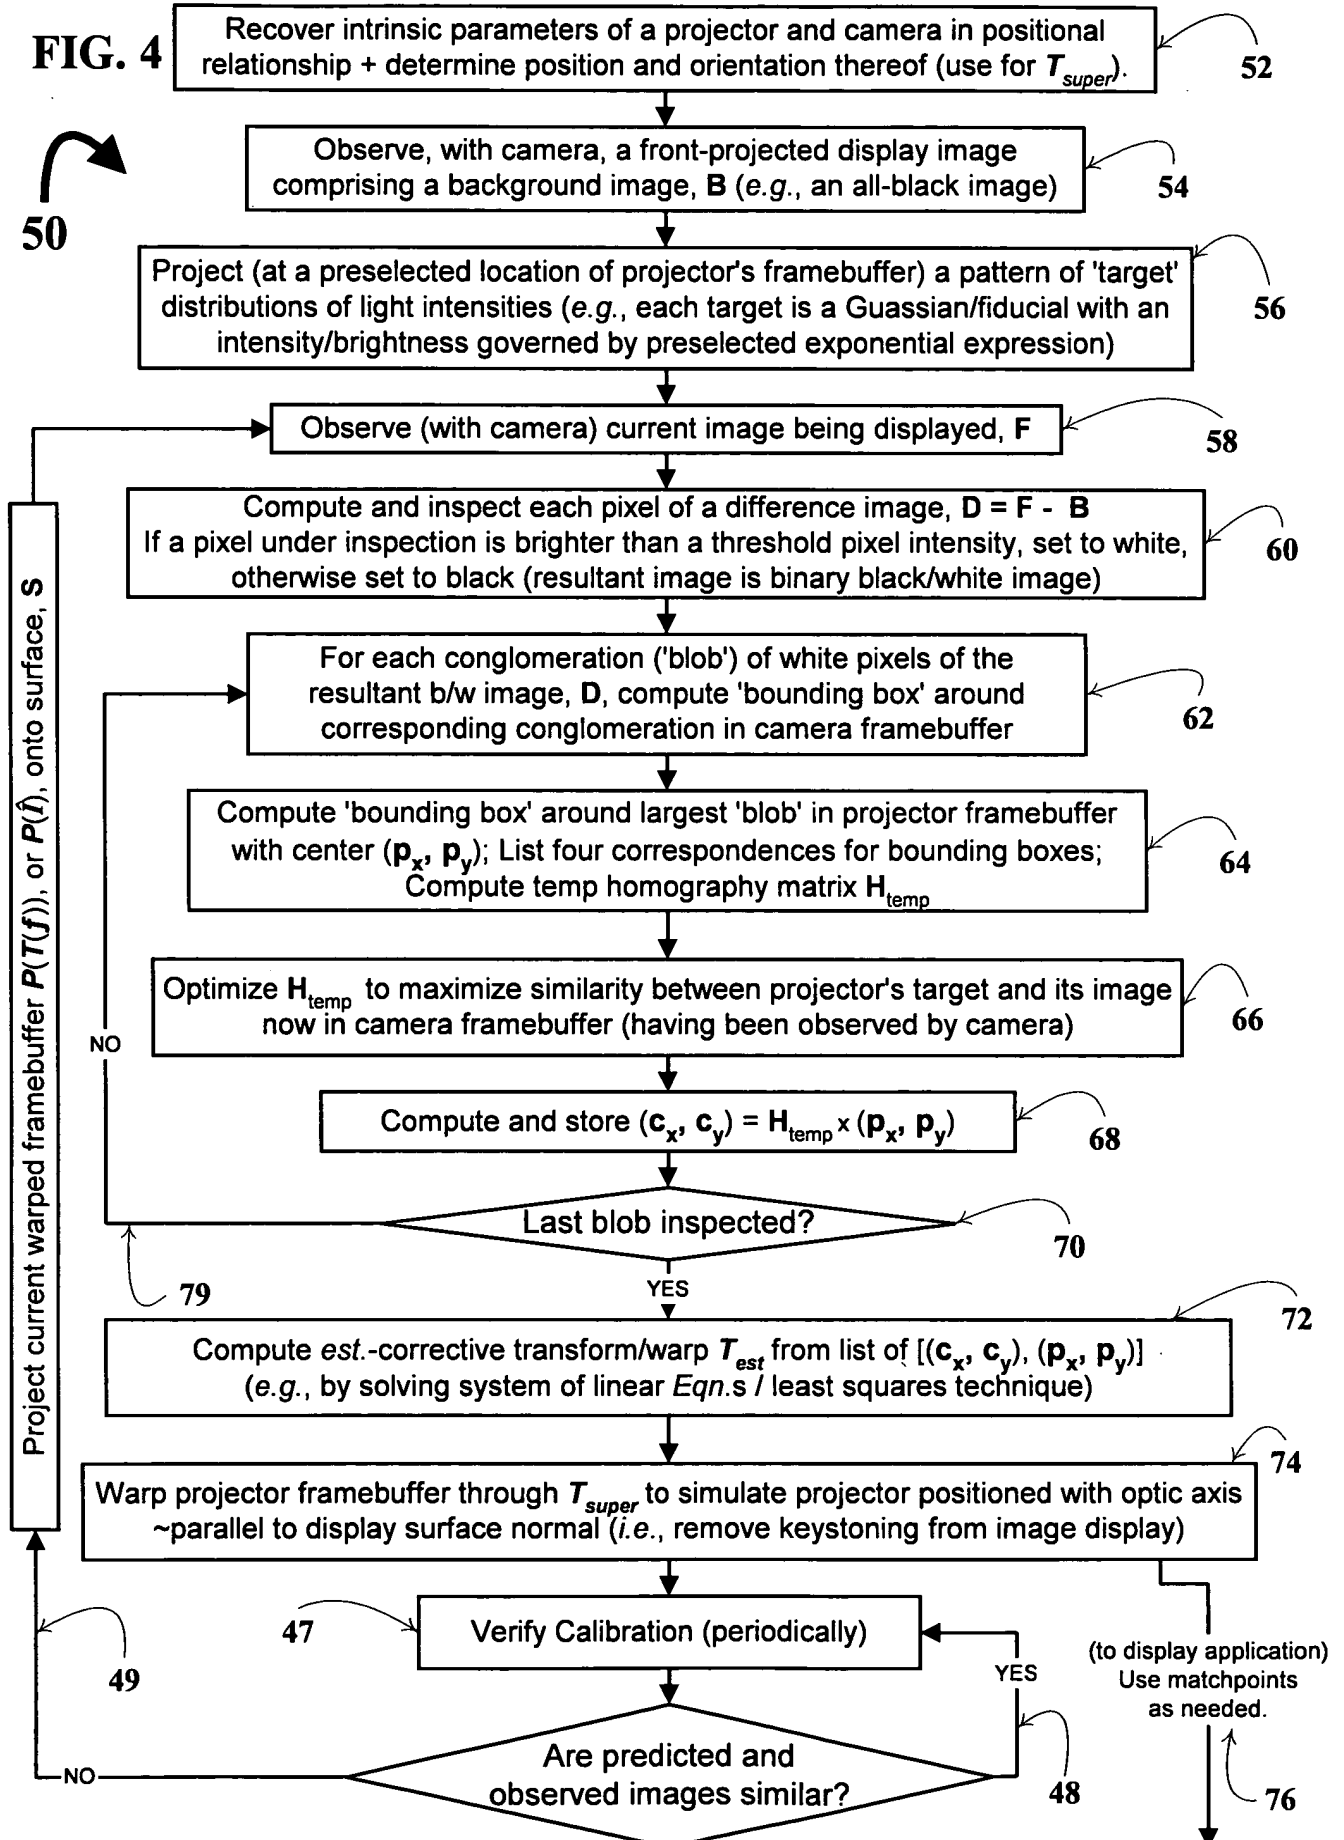 FIG. 4
Recover intrinsic parameters of a projector and camera in positional
relationship + determine position and orientation thereof (use for T_super).
52
50
Observe, with camera, a front-projected display image
comprising a background image, B (e.g., an all-black image)
54
Project (at a preselected location of projector's framebuffer) a pattern of 'target'
distributions of light intensities (e.g., each target is a Guassian/fiducial with an
intensity/brightness governed by preselected exponential expression)
56
Observe (with camera) current image being displayed, F
58
Compute and inspect each pixel of a difference image, D = F - B
If a pixel under inspection is brighter than a threshold pixel intensity, set to white,
otherwise set to black (resultant image is binary black/white image)
60
For each conglomeration ('blob') of white pixels of the
resultant b/w image, D, compute 'bounding box' around
corresponding conglomeration in camera framebuffer
62
Compute 'bounding box' around largest 'blob' in projector framebuffer
with center (p_x, p_y); List four correspondences for bounding boxes;
Compute temp homography matrix H_temp
64
Optimize H_temp to maximize similarity between projector's target and its image
now in camera framebuffer (having been observed by camera)
66
NO
Compute and store (c_x, c_y) = H_temp x (p_x, p_y)
68
Last blob inspected?
70
79
YES
Compute est.-corrective transform/warp T_est from list of [(c_x, c_y), (p_x, p_y)]
(e.g., by solving system of linear Eqn.s / least squares technique)
72
Warp projector framebuffer through T_super to simulate projector positioned with optic axis
~parallel to display surface normal (i.e., remove keystoning from image display)
74
Project current warped framebuffer P(T(f)), or P(Î), onto surface, S
47
Verify Calibration (periodically)
49
YES
(to display application)
Use matchpoints
as needed.
76
NO
Are predicted and
observed images similar?
48